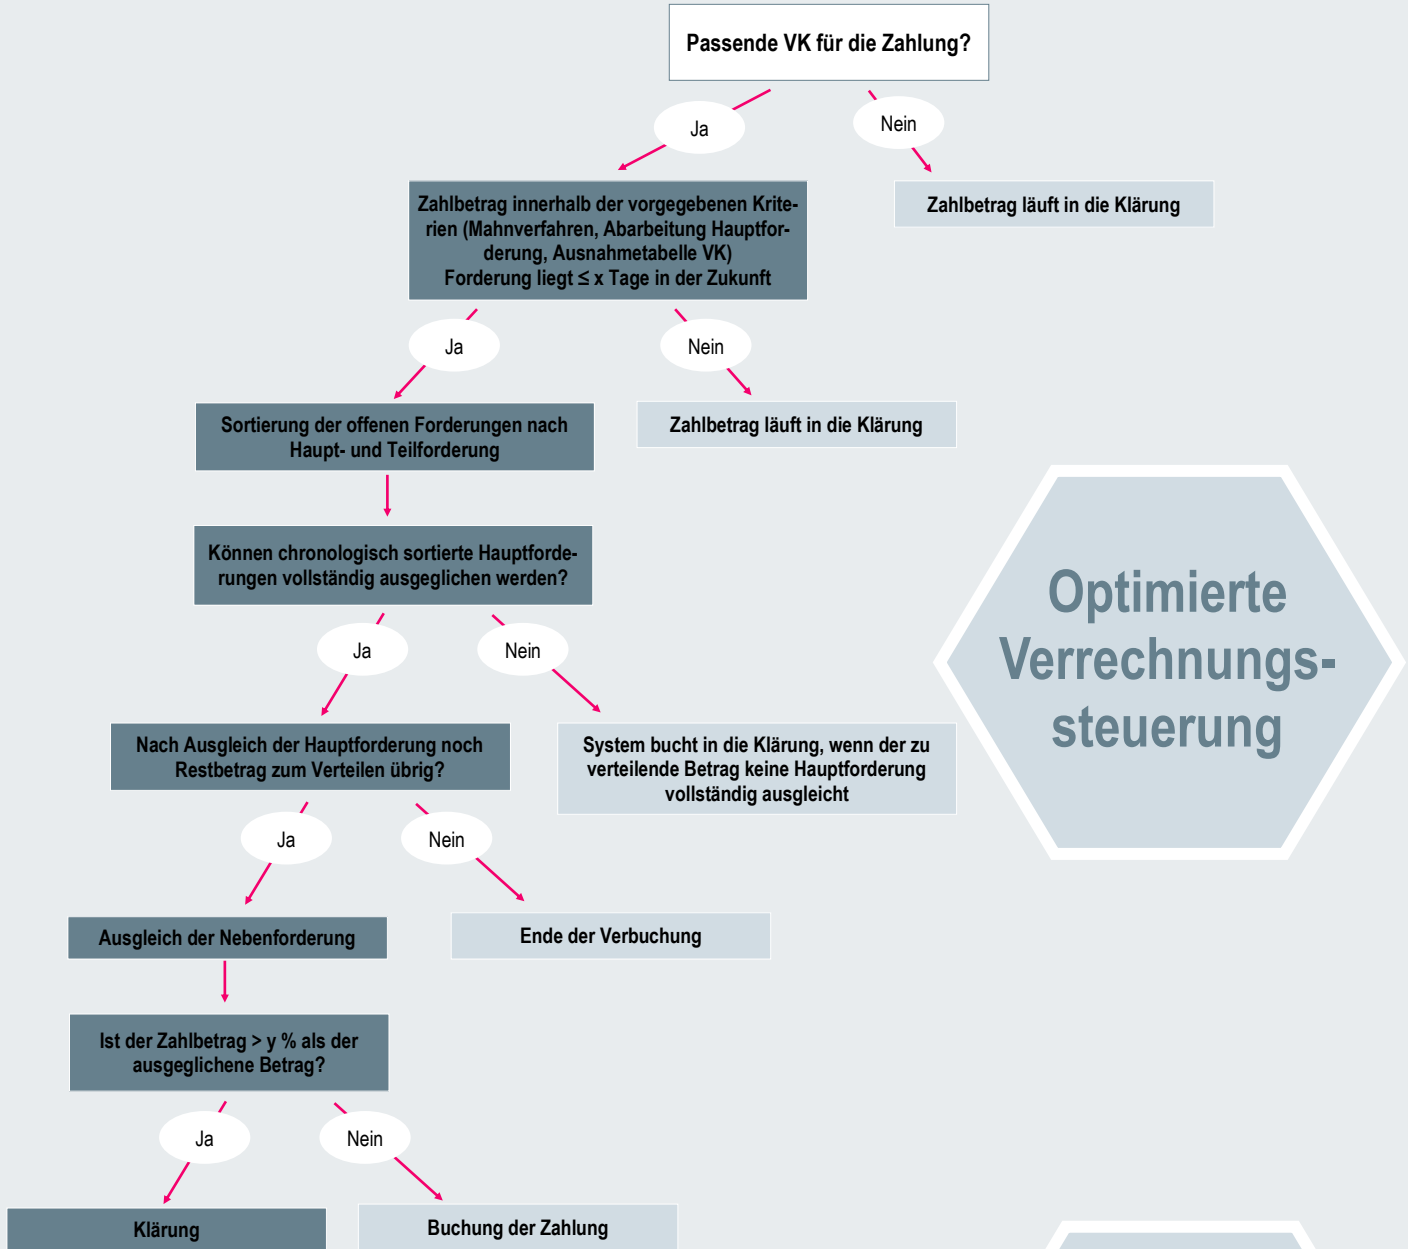 Passende VK für die Zahlung?
Ja
Nein
Zahlbetrag innerhalb der vorgegebenen Krite-
rien (Mahnverfahren, Abarbeitung Hauptfor-
derung, Ausnahmetabelle VK)
Forderung liegt ≤ x Tage in der Zukunft
Zahlbetrag läuft in die Klärung
Ja
Nein
Sortierung der offenen Forderungen nach
Haupt- und Teilforderung
Zahlbetrag läuft in die Klärung
Können chronologisch sortierte Hauptforde-
rungen vollständig ausgeglichen werden?
Optimierte
Verrechnungs-
steuerung
Ja
Nein
Nach Ausgleich der Hauptforderung noch
Restbetrag zum Verteilen übrig?
System bucht in die Klärung, wenn der zu
verteilende Betrag keine Hauptforderung
vollständig ausgleicht
Ja
Nein
Ausgleich der Nebenforderung
Ende der Verbuchung
Ist der Zahlbetrag > y % als der
ausgeglichene Betrag?
Ja
Nein
Klärung
Buchung der Zahlung